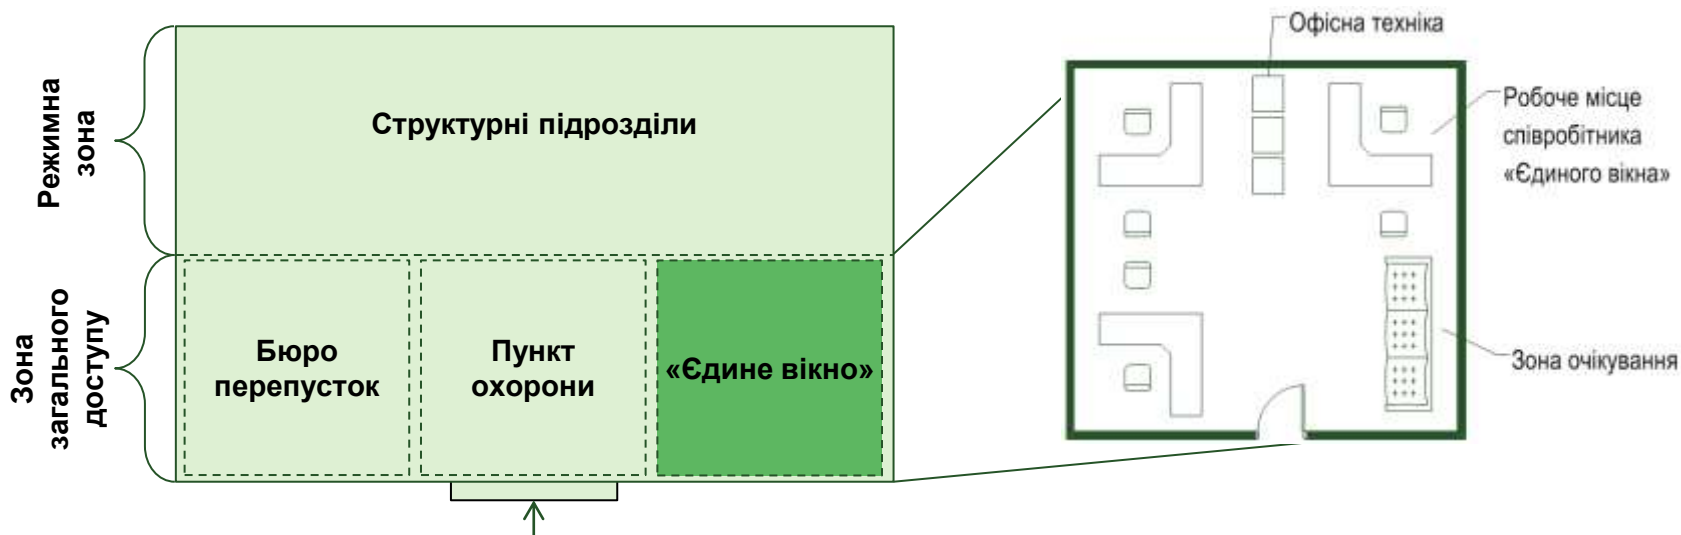 Режимна
зона
Структурні підрозділи
Зона
загального
доступу
Бюро
перепусток
Пункт
охорони
«Єдине вікно»
Офісна техніка
Робоче місце
співробітника
«Єдиного вікна»
Зона очікування